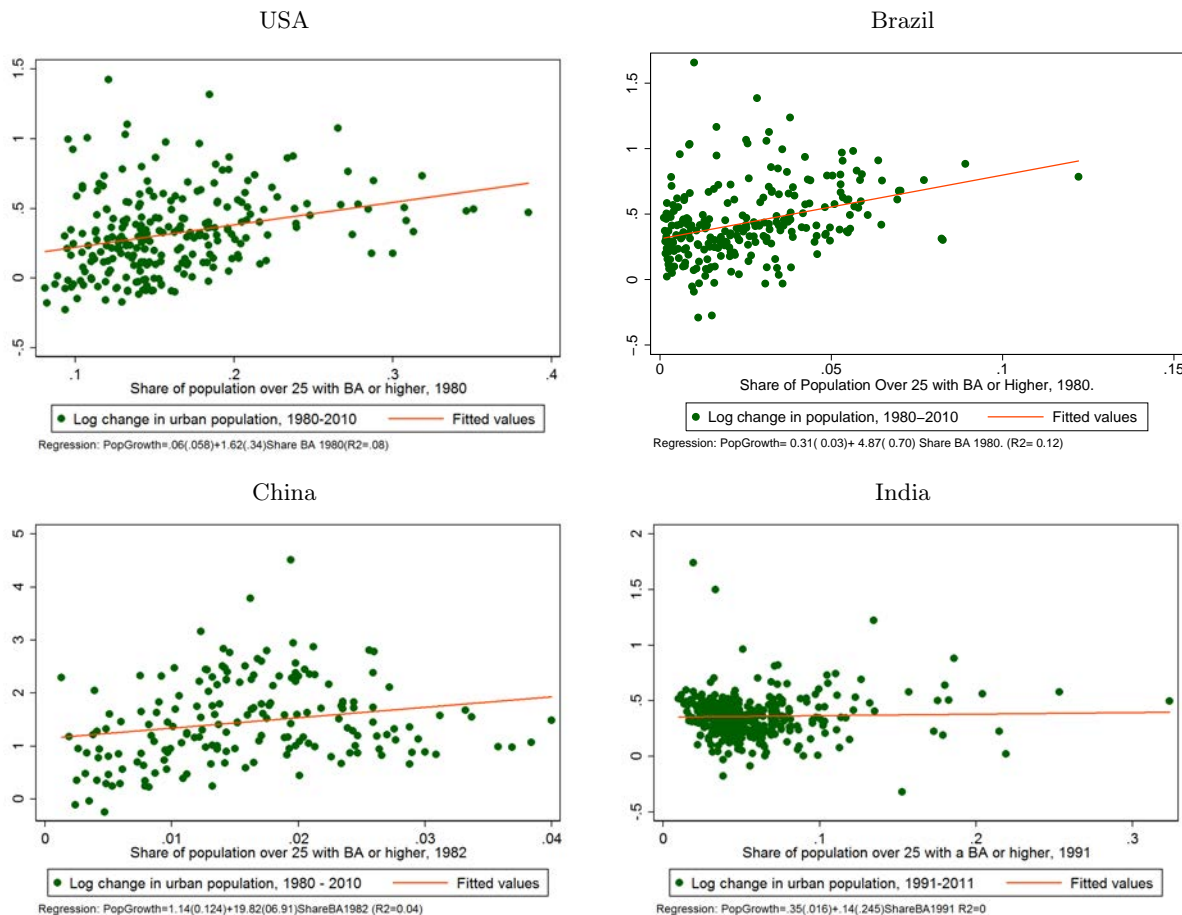 USA
1.5
1
.5
0
-.5
.1
.2
.3
.4
Share of population over 25 with BA or higher, 1980
Log change in urban population, 1980-2010
Fitted values
Regression: PopGrowth=.06(.058)+1.62(.34)Share BA 1980(R2=.08)
Brazil
1.5
1
.5
0
-.5
0
.05
.1
.15
Share of Population Over 25 with BA or Higher, 1980.
Log change in population, 1980–2010
Fitted values
Regression: PopGrowth= 0.31( 0.03)+ 4.87( 0.70) Share BA 1980. (R2= 0.12)
China
5
4
3
2
1
0
0
.01
.02
.03
.04
Share of population over 25 with BA or higher, 1982
Log change in urban population, 1980 - 2010
Fitted values
Regression: PopGrowth=1.14(0.124)+19.82(06.91)ShareBA1982 (R2=0.04)
India
2
1.5
1
.5
0
-.5
0
.1
.2
.3
Share of population over 25 with a BA or higher, 1991
Log change in urban population, 1991-2011
Fitted values
Regression: PopGrowth=.35(.016)+.14(.245)ShareBA1991 R2=0